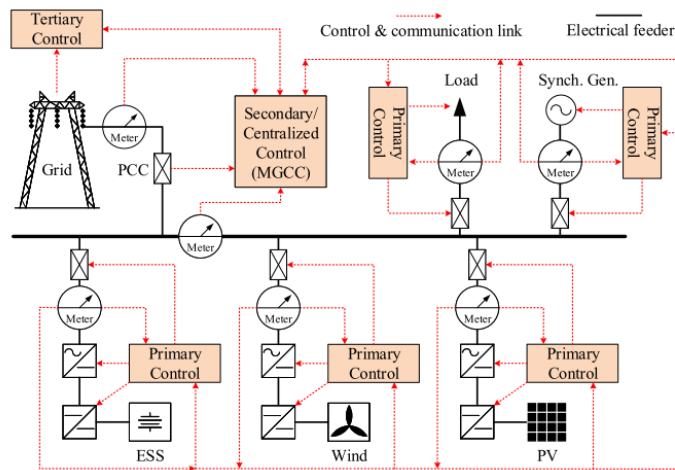 Tertiary
Control
Control & communication link
Electrical feeder
Load
Synch. Gen.
Meter
Secondary/
Centralized
Control
(MGCC)
Primary
Control
Primary
Control
Grid
PCC
Meter
Meter
Meter
Meter
Meter
MeTer
Primary
Control
Meter
Primary
Control
Primary
Control
ESS
Wind
PV